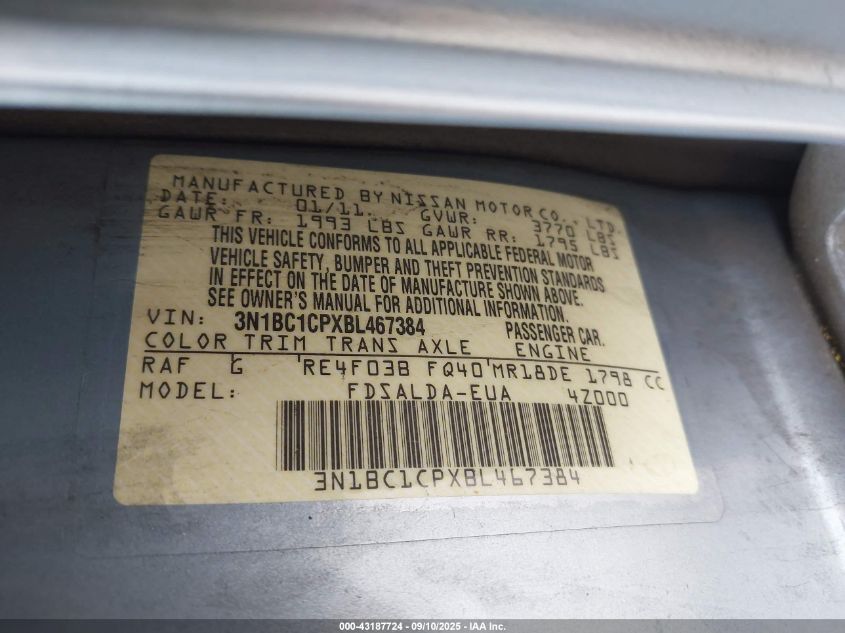 MANUFACTURED BY NISSAN MOTOR CO., LTD.
DATE: 01/11 GVWR: 3770 LBS
GAWR FR: 1993 LBS GAWR RR: 1795 LBS
THIS VEHICLE CONFORMS TO ALL APPLICABLE FEDERAL MOTOR
VEHICLE SAFETY, BUMPER AND THEFT PREVENTION STANDARDS
IN EFFECT ON THE DATE OF MANUFACTURE SHOWN ABOVE.
SEE OWNER'S MANUAL FOR ADDITIONAL INFORMATION.
VIN: 3N1BC1CPXBL467384 PASSENGER CAR.
COLOR TRIM TRANS AXLE ENGINE
RAF G RE4F03B FQ40 MR18DE 1798 CC
MODEL: FDSALDA-EUA 4Z000
3N1BC1CPXBL467384
000-43187724 - 09/10/2025 - IAA Inc.